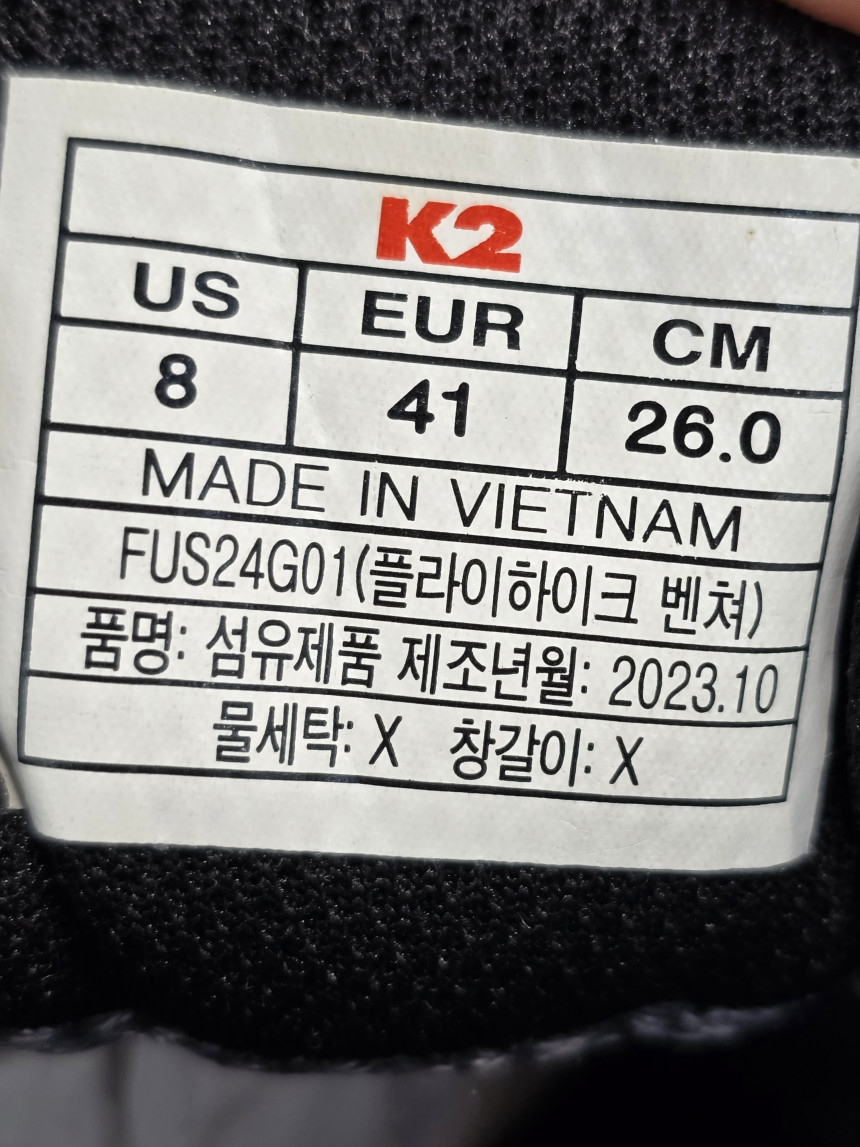 K2
US EUR CM
8 41 26.0
MADE IN VIETNAM
FUS24G01(플라이하이크 벤쳐)
품명: 섬유제품 제조년월: 2023.10
물세탁: X 창갈이: X